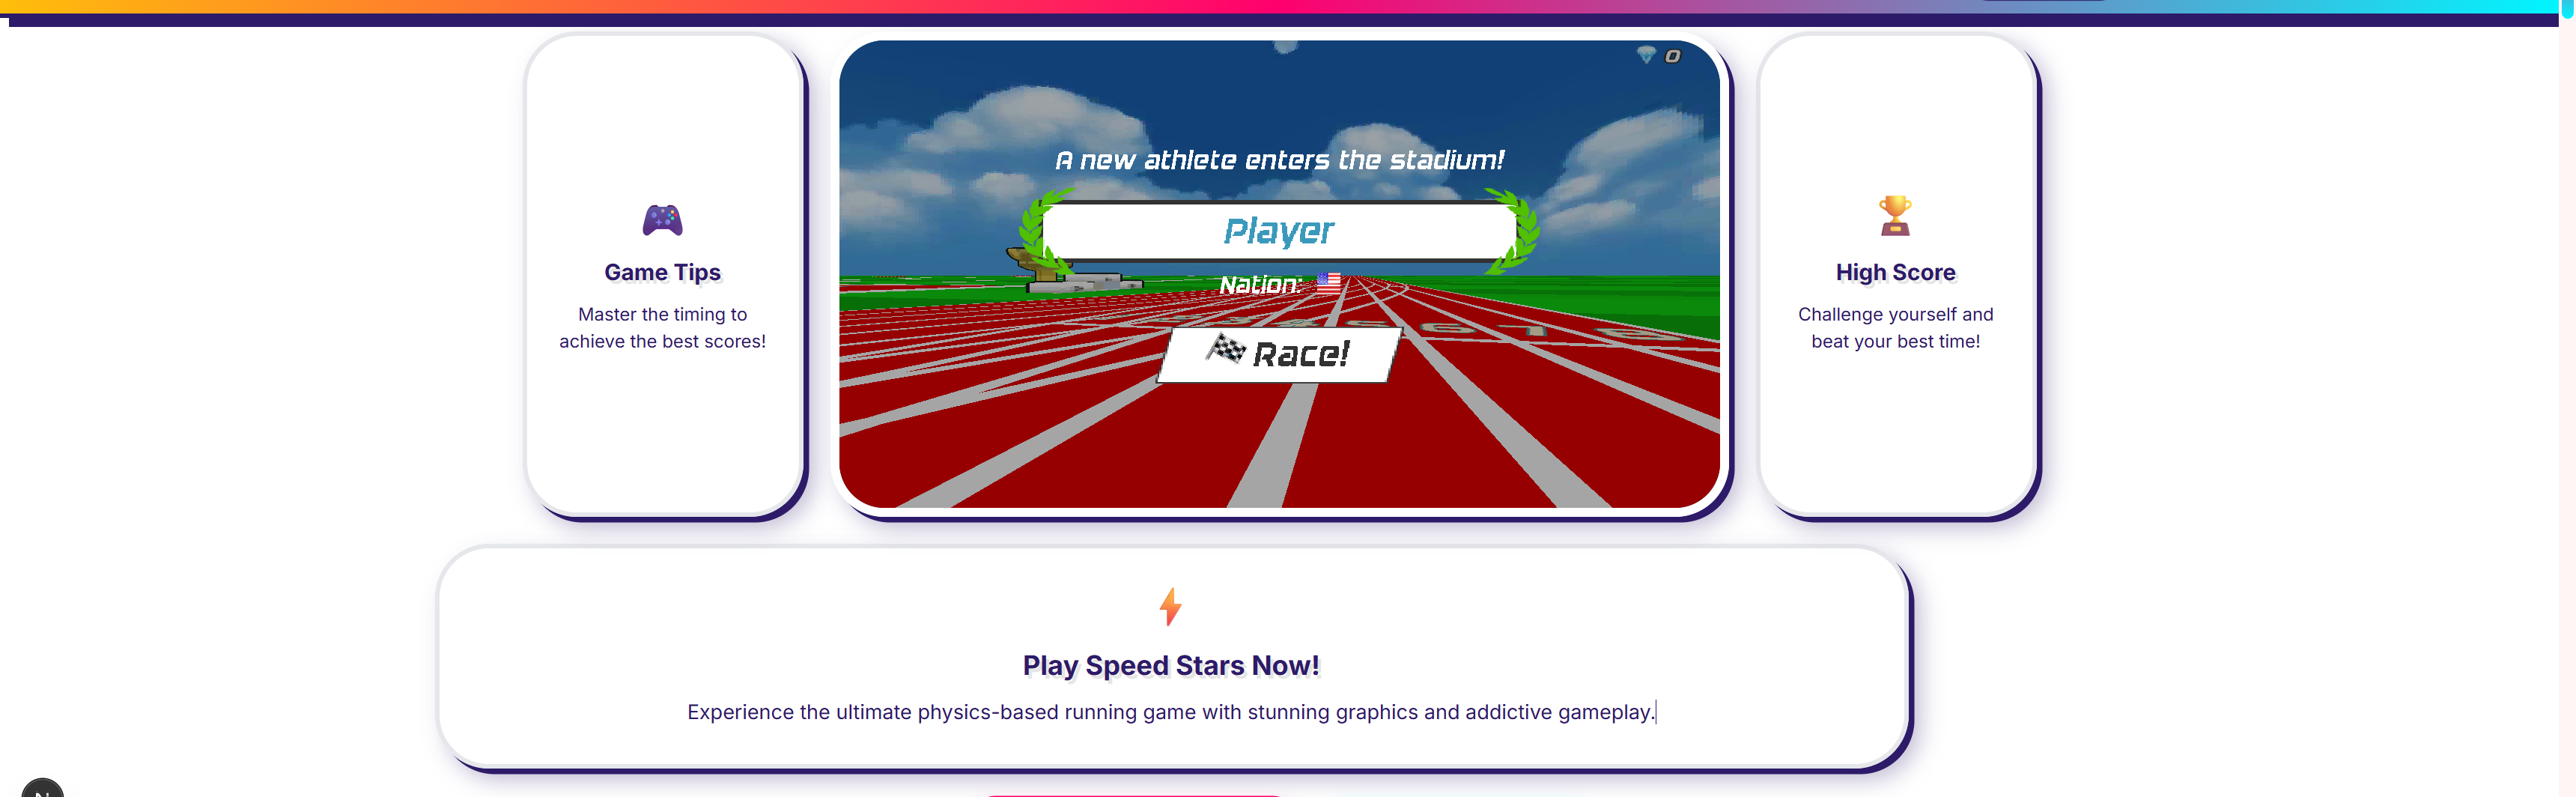 0
A new athlete enters the stadium!
Player
Nation:
Race!
Game Tips
Master the timing to
achieve the best scores!
High Score
Challenge yourself and
beat your best time!
Play Speed Stars Now!
Experience the ultimate physics-based running game with stunning graphics and addictive gameplay.